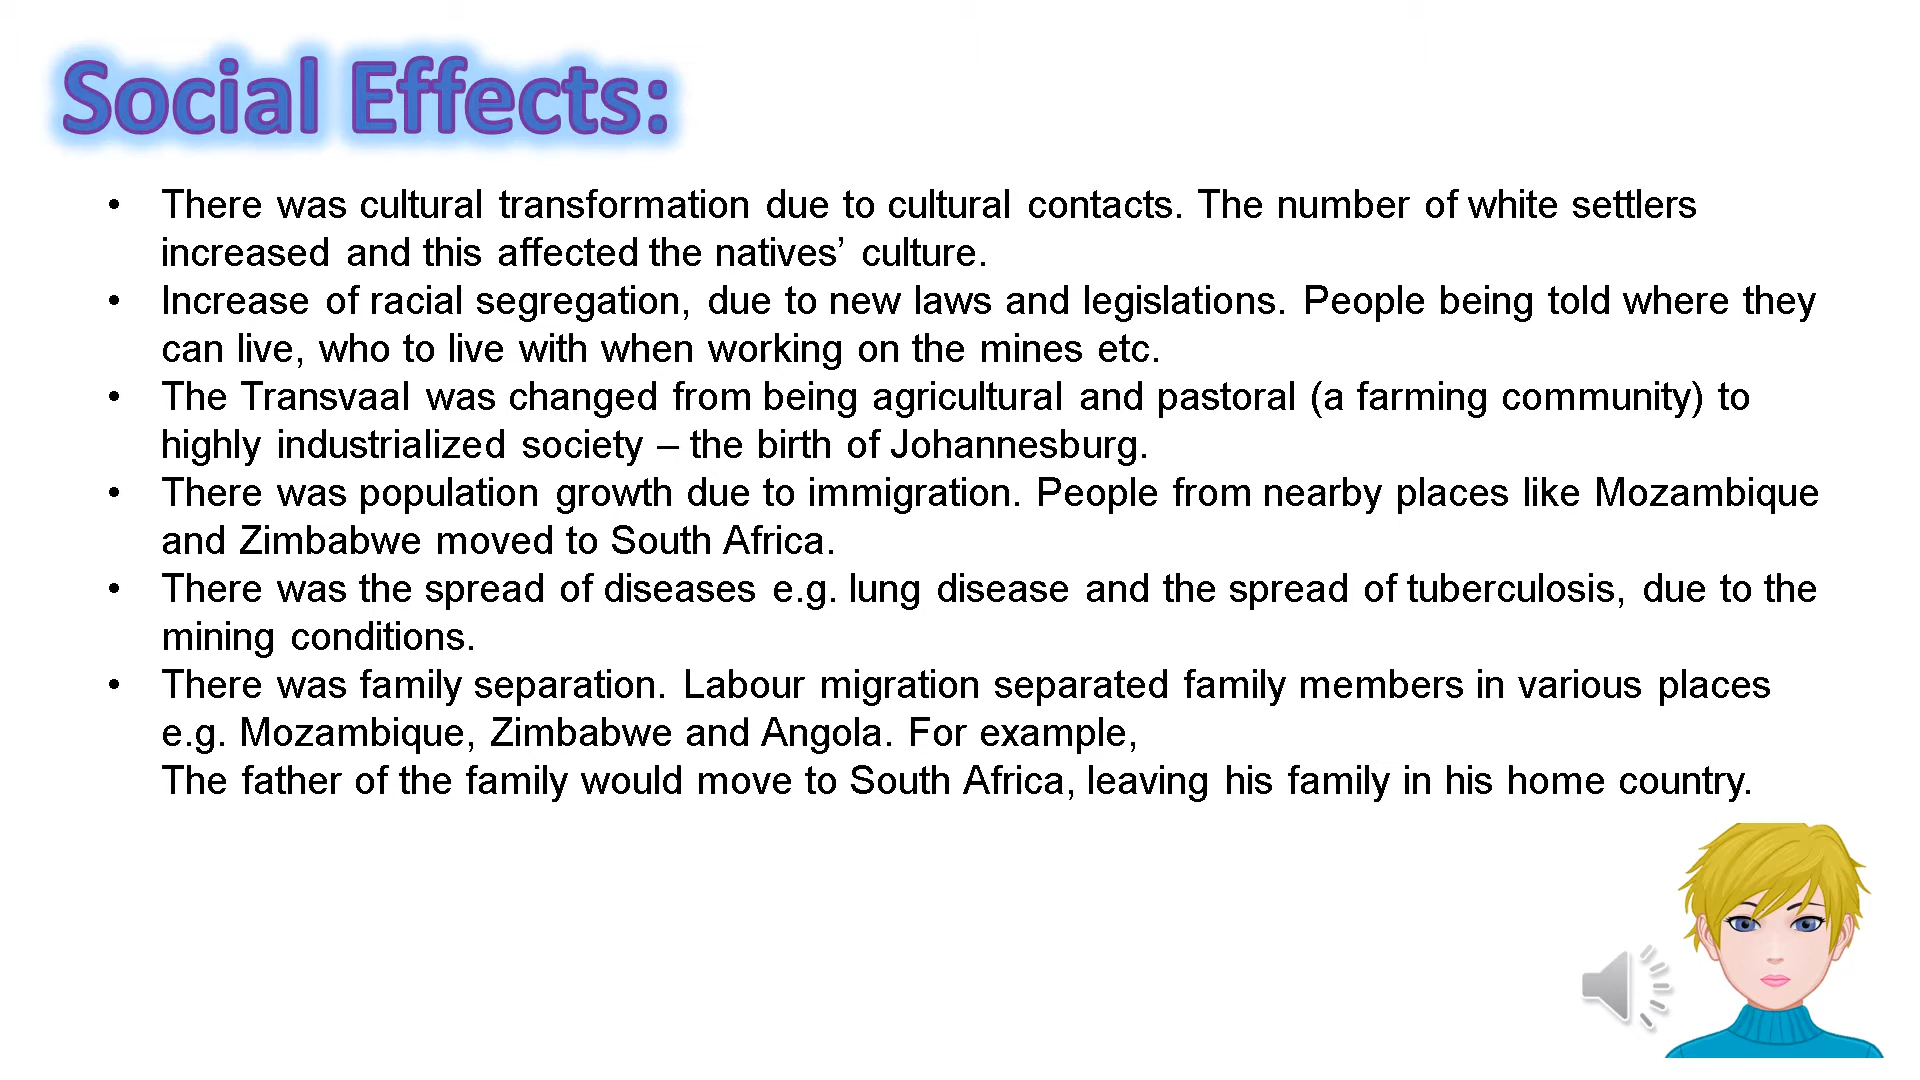 Social Effects:
• There was cultural transformation due to cultural contacts. The number of white settlers
increased and this affected the natives’ culture.
• Increase of racial segregation, due to new laws and legislations. People being told where they
can live, who to live with when working on the mines etc.
• The Transvaal was changed from being agricultural and pastoral (a farming community) to
highly industrialized society – the birth of Johannesburg.
• There was population growth due to immigration. People from nearby places like Mozambique
and Zimbabwe moved to South Africa.
• There was the spread of diseases e.g. lung disease and the spread of tuberculosis, due to the
mining conditions.
• There was family separation. Labour migration separated family members in various places
e.g. Mozambique, Zimbabwe and Angola. For example,
The father of the family would move to South Africa, leaving his family in his home country.